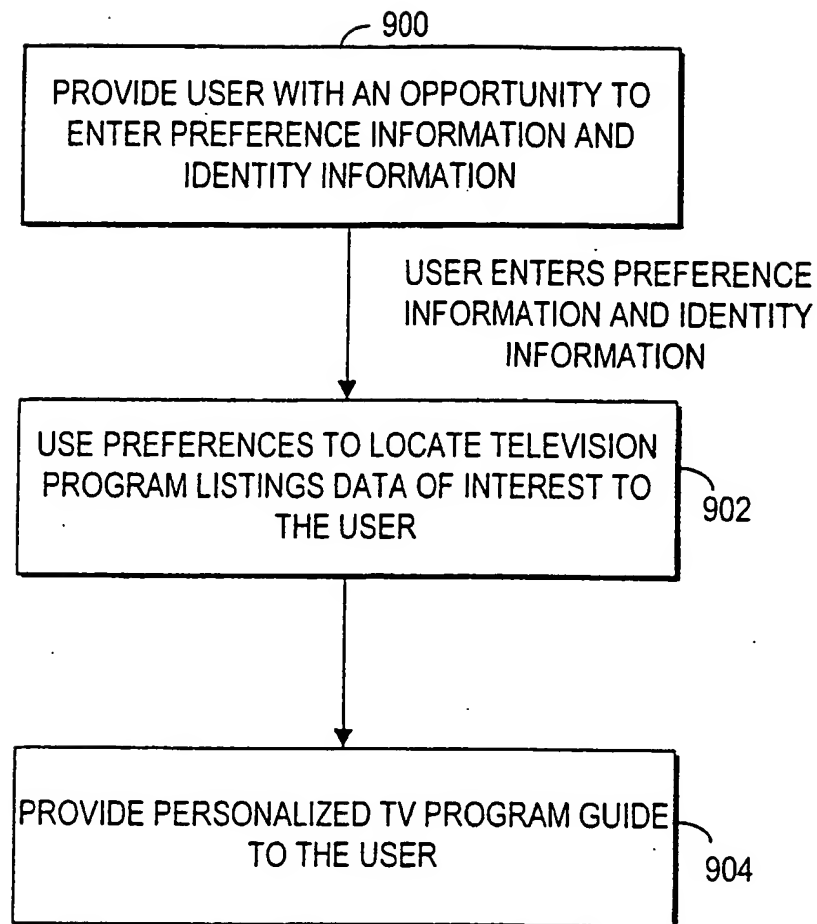 900
PROVIDE USER WITH AN OPPORTUNITY TO
ENTER PREFERENCE INFORMATION AND
IDENTITY INFORMATION
USER ENTERS PREFERENCE
INFORMATION AND IDENTITY
INFORMATION
USE PREFERENCES TO LOCATE TELEVISION
PROGRAM LISTINGS DATA OF INTEREST TO
THE USER
902
PROVIDE PERSONALIZED TV PROGRAM GUIDE
TO THE USER
904